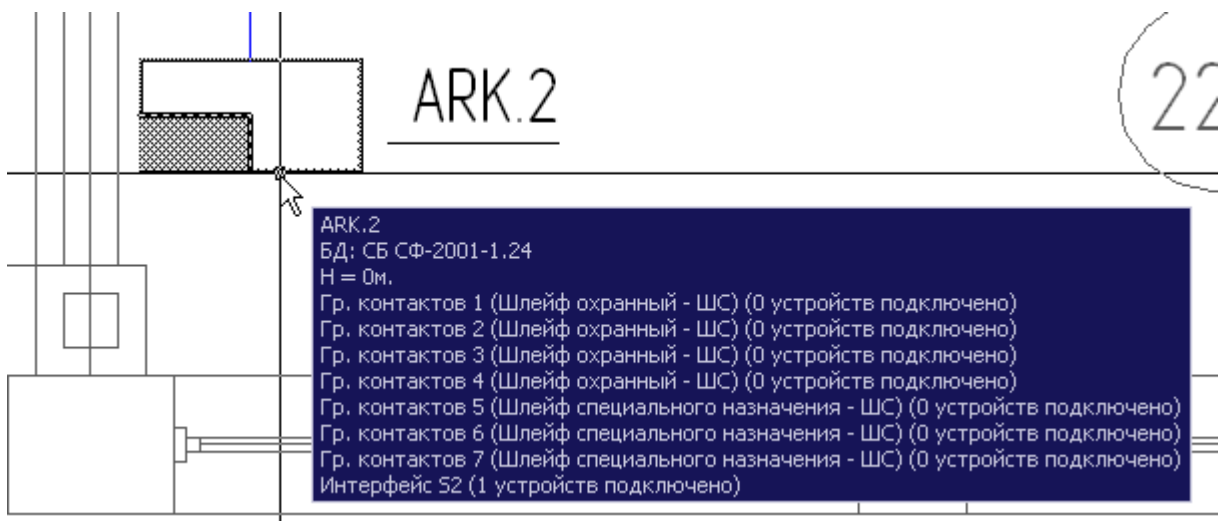 ARK.2
22
ARK.2
БД: СБ СФ-2001-1.24
H = 0м.
Гр. контактов 1 (Шлейф охранный - ШС) (0 устройств подключено)
Гр. контактов 2 (Шлейф охранный - ШС) (0 устройств подключено)
Гр. контактов 3 (Шлейф охранный - ШС) (0 устройств подключено)
Гр. контактов 4 (Шлейф охранный - ШС) (0 устройств подключено)
Гр. контактов 5 (Шлейф специального назначения - ШС) (0 устройств подключено)
Гр. контактов 6 (Шлейф специального назначения - ШС) (0 устройств подключено)
Гр. контактов 7 (Шлейф специального назначения - ШС) (0 устройств подключено)
Интерфейс S2 (1 устройств подключено)